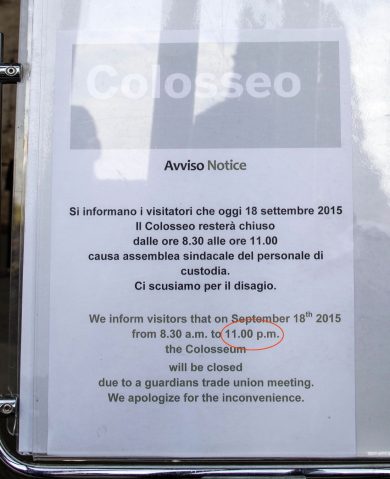 Colosseo
Avviso Notice
Si informano i visitatori che oggi 18 settembre 2015
Il Colosseo resterà chiuso
dalle ore 8.30 alle ore 11.00
causa assemblea sindacale del personale di
custodia.
Ci scusiamo per il disagio.
We inform visitors that on September 18th 2015
from 8.30 a.m. to 11.00 p.m.
the Colosseum
will be closed
due to a guardians trade union meeting.
We apologize for the inconvenience.